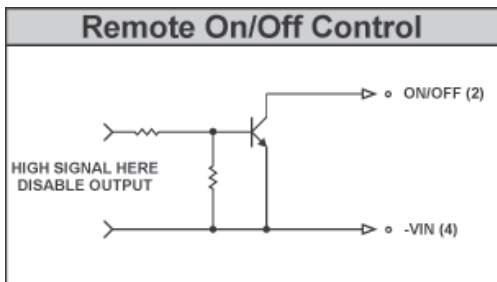 Remote On/Off Control
ON/OFF (2)
HIGH SIGNAL HERE
DISABLE OUTPUT
-VIN (4)